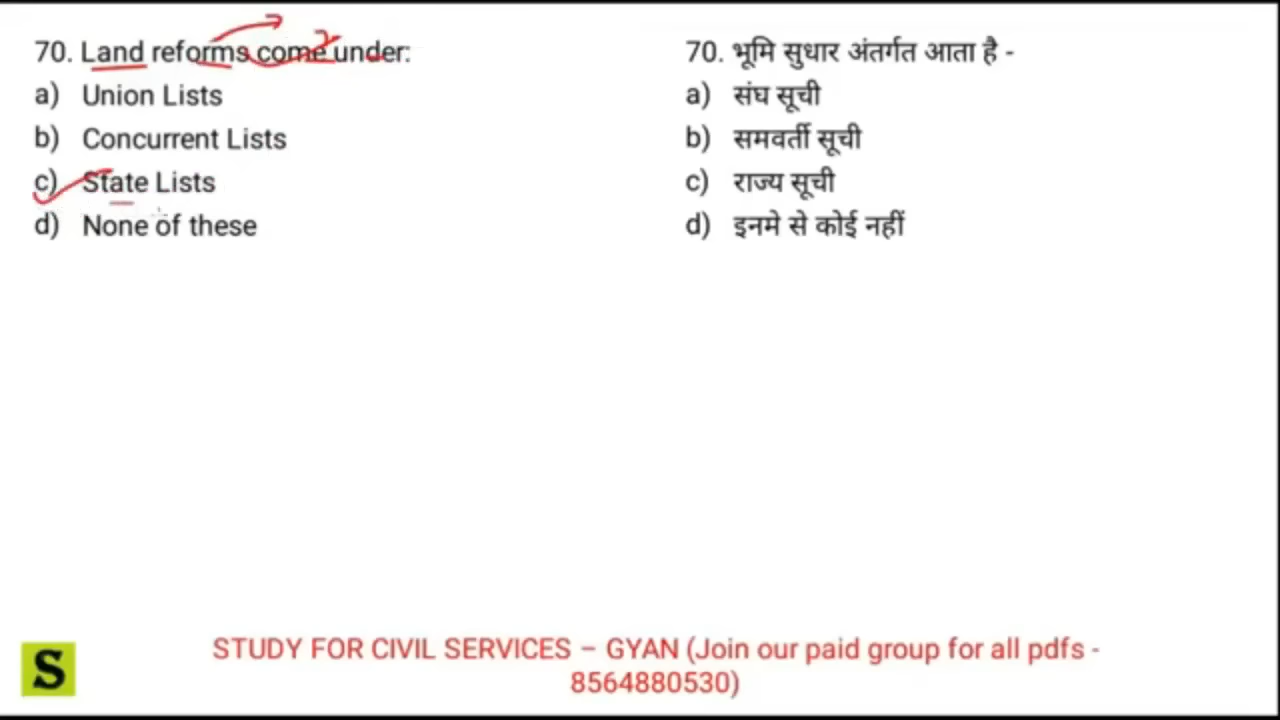 70. Land reforms come under:
a) Union Lists
b) Concurrent Lists
c) State Lists
d) None of these
70. भूमि सुधार अंतर्गत आता है -
a) संघ सूची
b) समवर्ती सूची
c) राज्य सूची
d) इनमे से कोई नहीं
S
STUDY FOR CIVIL SERVICES – GYAN (Join our paid group for all pdfs -
8564880530)